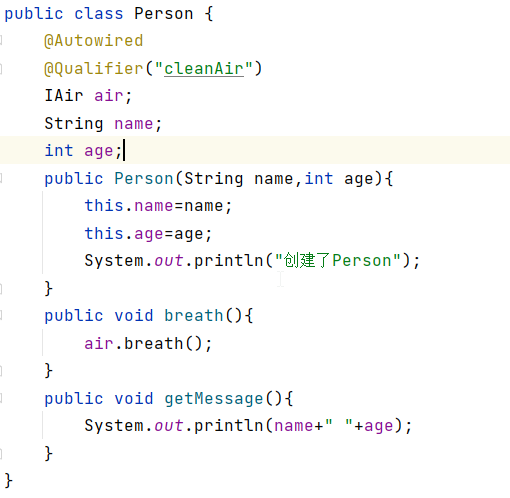 public class Person {
    @Autowired
    @Qualifier("cleanAir")
    IAir air;
    String name;
    int age;
    public Person(String name,int age){
        this.name=name;
        this.age=age;
        System.out.println("创建了Person");
    }
    public void breath(){
        air.breath();
    }
    public void getMessage(){
        System.out.println(name+" "+age);
    }
}